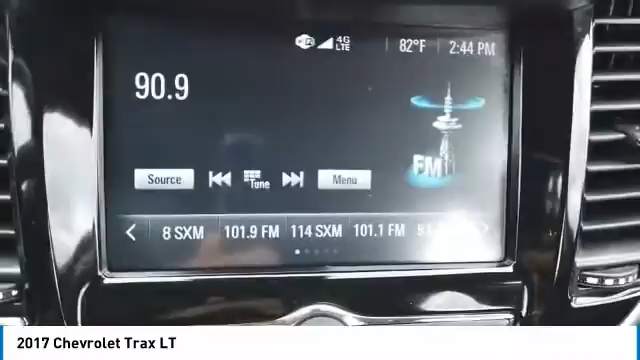 4G LTE 82°F 2:44 PM
90.9
FM
Source Tune Menu
8 SXM 101.9 FM 114 SXM 101.1 FM
2017 Chevrolet Trax LT